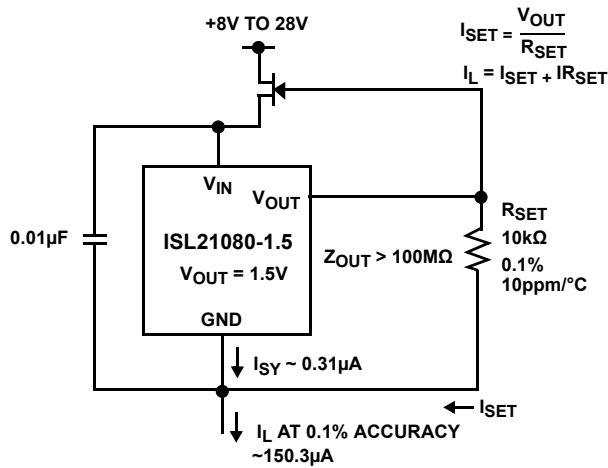 +8V TO 28V
I_SET = V_OUT / R_SET
I_L = I_SET + IR_SET
V_IN
V_OUT
0.01µF
ISL21080-1.5
V_OUT = 1.5V
GND
Z_OUT > 100MΩ
R_SET
10kΩ
0.1%
10ppm/°C
I_SY ~ 0.31µA
I_SET
I_L AT 0.1% ACCURACY
~150.3µA